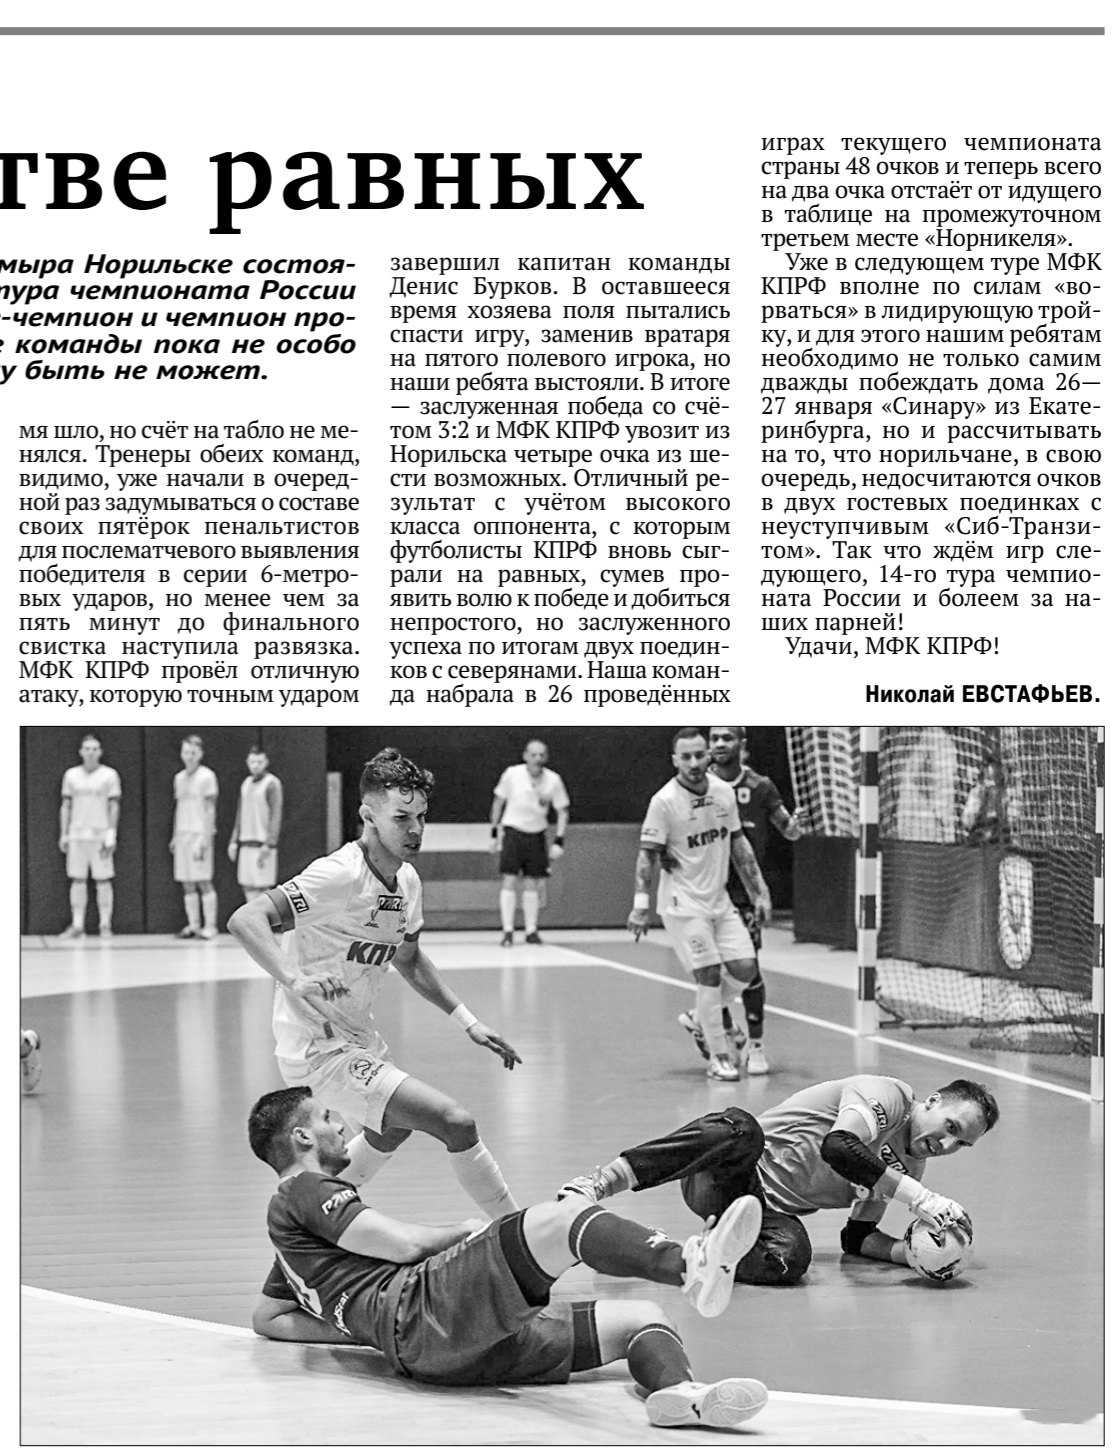 тве равных
мыра Норильске состоя-
тура чемпионата России
е-чемпион и чемпион про-
е команды пока не особо
у быть не может.
мя шло, но счёт на табло не ме-
нялся. Тренеры обеих команд,
видимо, уже начали в очеред-
ной раз задумываться о составе
своих пятёрок пенальтистов
для послематчевого выявления
победителя в серии 6-метро-
вых ударов, но менее чем за
пять минут до финального
свистка наступила развязка.
МФК КПРФ провёл отличную
атаку, которую точным ударом
завершил капитан команды
Денис Бурков. В оставшееся
время хозяева поля пытались
спасти игру, заменив вратаря
на пятого полевого игрока, но
наши ребята выстояли. В итоге
— заслуженная победа со счё-
том 3:2 и МФК КПРФ увозит из
Норильска четыре очка из ше-
сти возможных. Отличный ре-
зультат с учётом высокого
класса оппонента, с которым
футболисты КПРФ вновь сыг-
рали на равных, сумев про-
явить волю к победе и добиться
непростого, но заслуженного
успеха по итогам двух поедин-
ков с северянами. Наша коман-
да набрала в 26 проведённых
играх текущего чемпионата
страны 48 очков и теперь всего
на два очка отстаёт от идущего
в таблице на промежуточном
третьем месте «Норникеля».
Уже в следующем туре МФК
КПРФ вполне по силам «во-
рваться» в лидирующую трой-
ку, и для этого нашим ребятам
необходимо не только самим
дважды побеждать дома 26—
27 января «Синару» из Екате-
ринбурга, но и рассчитывать
на то, что норильчане, в свою
очередь, недосчитаются очков
в двух гостевых поединках с
неуступчивым «Сиб-Транзи-
том». Так что ждём игр сле-
дующего, 14-го тура чемпио-
ната России и болеем за на-
ших парней!
Удачи, МФК КПРФ!
Николай ЕВСТАФЬЕВ.
PARI
PARI
КПР
КПРФ
PARI
PARI
PARI